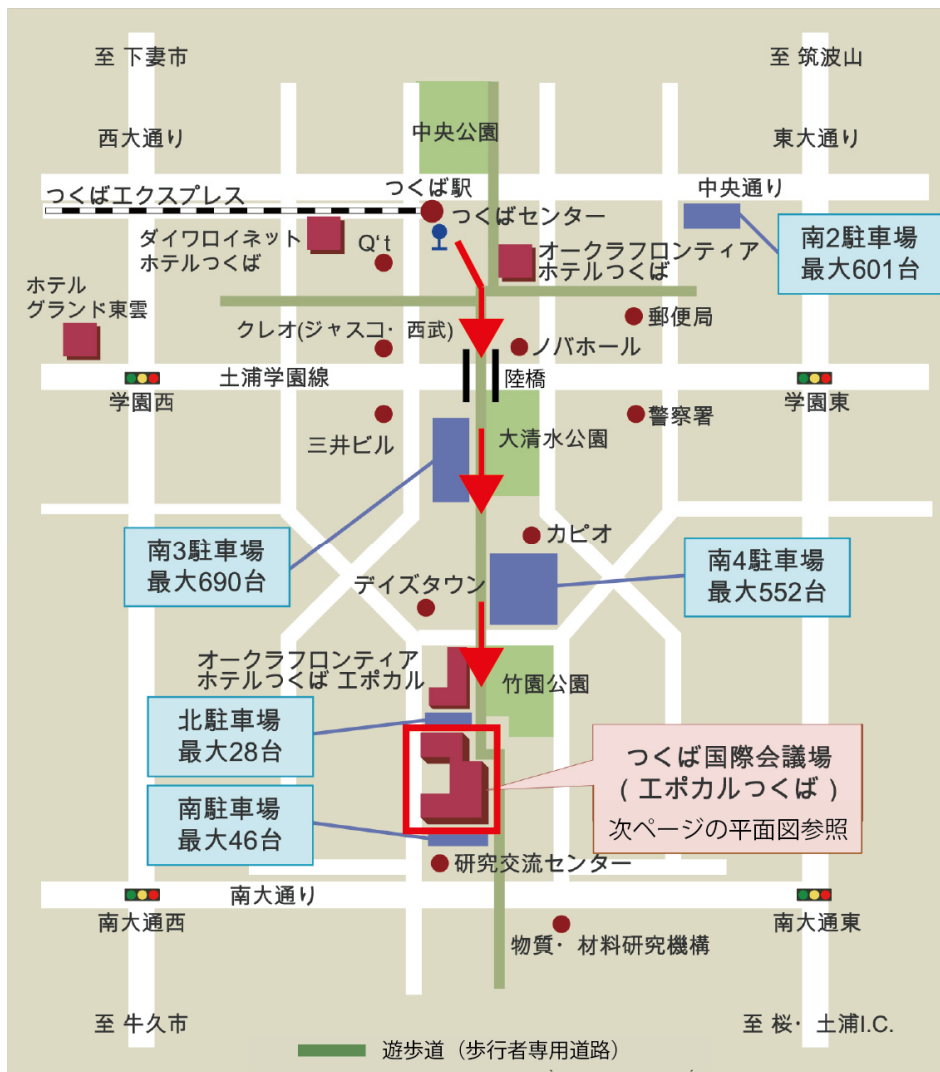 至 下妻市
至 筑波山
西大通り
中央公園
東大通り
つくばエクスプレス
つくば駅
中央通り
つくばセンター
ダイワロイネット
ホテルつくば
Q't
オークラフロンティア
ホテルつくば
南2駐車場
最大601台
ホテル
グランド東雲
クレオ(ジャスコ・西武)
郵便局
ノバホール
土浦学園線
陸橋
学園西
学園東
三井ビル
大清水公園
警察署
南3駐車場
最大690台
カピオ
南4駐車場
最大552台
デイズタウン
オークラフロンティア
ホテルつくば エポカル
竹園公園
北駐車場
最大28台
つくば国際会議場
(エポカルつくば)
次ページの平面図参照
南駐車場
最大46台
研究交流センター
南大通り
南大通西
南大通東
物質・材料研究機構
至 牛久市
至 桜・土浦I.C.
遊歩道（歩行者専用道路）